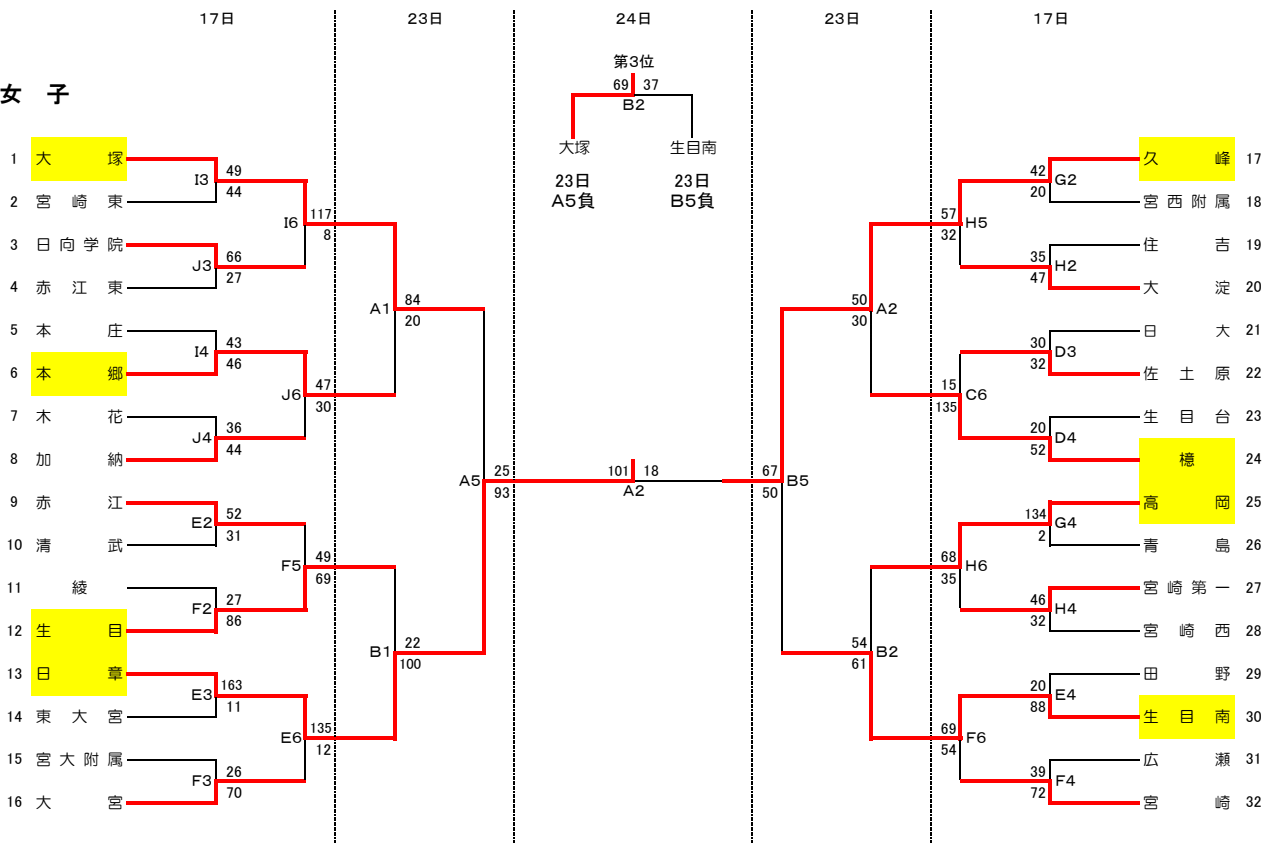 17日 23日 24日 23日 17日
女 子
第3位
69 37
B2
大塚 生目南
23日 23日
A5負 B5負
1 大 塚
I3 49
44
2 宮 崎 東
I6 117
8
3 日 向 学 院
J3 66
27
4 赤 江 東
A1 84
20
5 本 庄
I4 43
46
6 本 郷
J6 47
30
7 木 花
J4 36
44
8 加 納
A5 25
93
9 赤 江
E2 52
31
10 清 武
F5 49
69
11 綾
F2 27
86
12 生 目
B1 22
100
13 日 章
E3 163
11
14 東 大 宮
E6 135
12
15 宮 大 附 属
F3 26
70
16 大 宮
101 18
A2
久 峰 17
42 G2
20
宮 西 附 属 18
57 H5
32
住 吉 19
35 H2
47
大 淀 20
50 A2
30
日 大 21
30 D3
32
佐 土 原 22
15 C6
135
生 目 台 23
20 D4
52
檍 24
67 B5
50
高 岡 25
134 G4
2
青 島 26
68 H6
35
宮 崎 第 一 27
46 H4
32
宮 崎 西 28
54 B2
61
田 野 29
20 E4
88
生 目 南 30
69 F6
54
広 瀬 31
39 F4
72
宮 崎 32